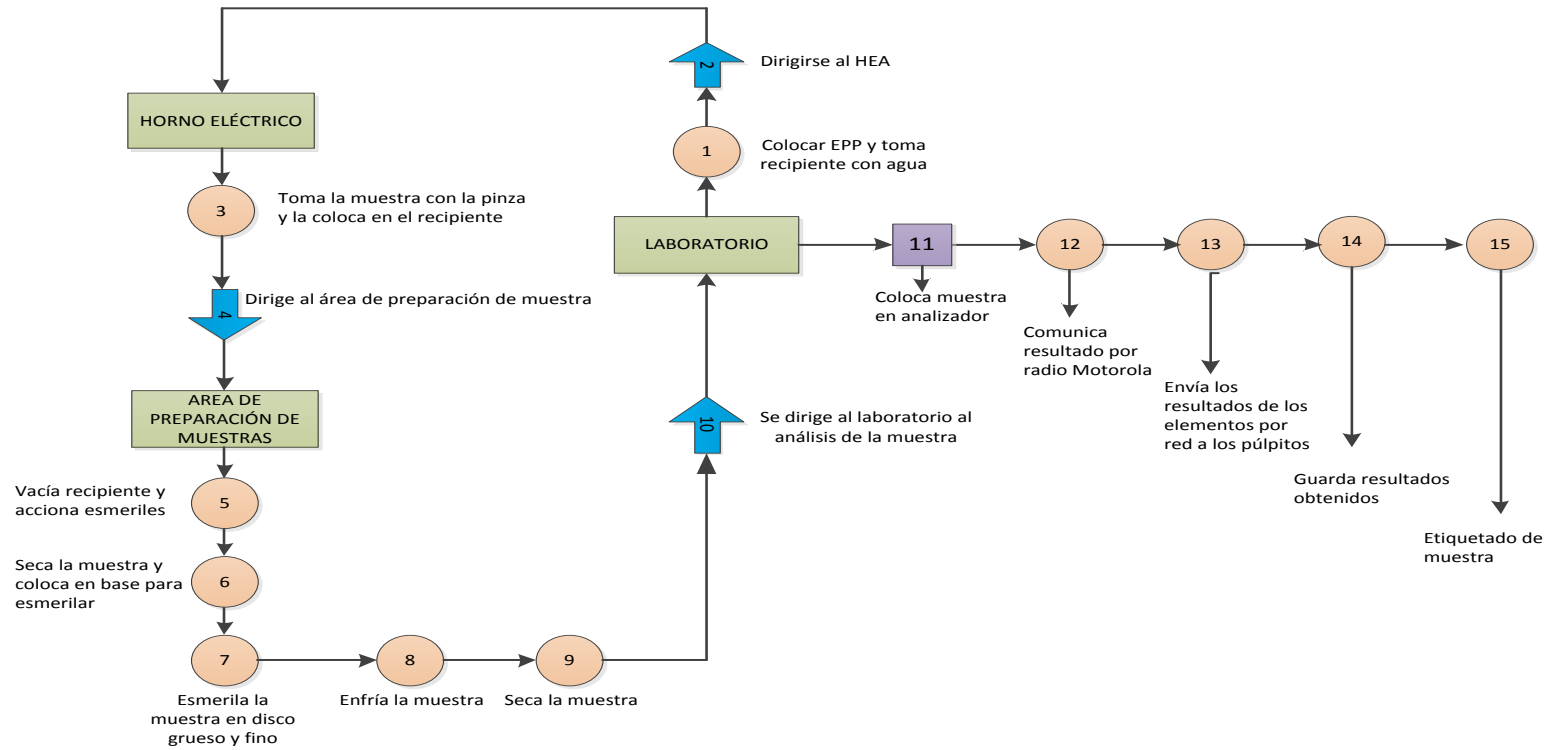 2
Dirigirse al HEA
HORNO ELÉCTRICO
1
Colocar EPP y toma
recipiente con agua
3
Toma la muestra con la pinza
y la coloca en el recipiente
LABORATORIO
11
12
13
14
15
4
Dirige al área de preparación de muestra
Coloca muestra
en analizador
Comunica
resultado por
radio Motorola
Envía los
resultados de los
elementos por
red a los púlpitos
Guarda resultados
obtenidos
Etiquetado de
muestra
AREA DE
PREPARACIÓN DE
MUESTRAS
10
Se dirige al laboratorio al
análisis de la muestra
5
Vacía recipiente y
acciona esmeriles
6
Seca la muestra y
coloca en base para
esmerilar
7
8
9
Esmerila la
muestra en disco
grueso y fino
Enfría la muestra
Seca la muestra